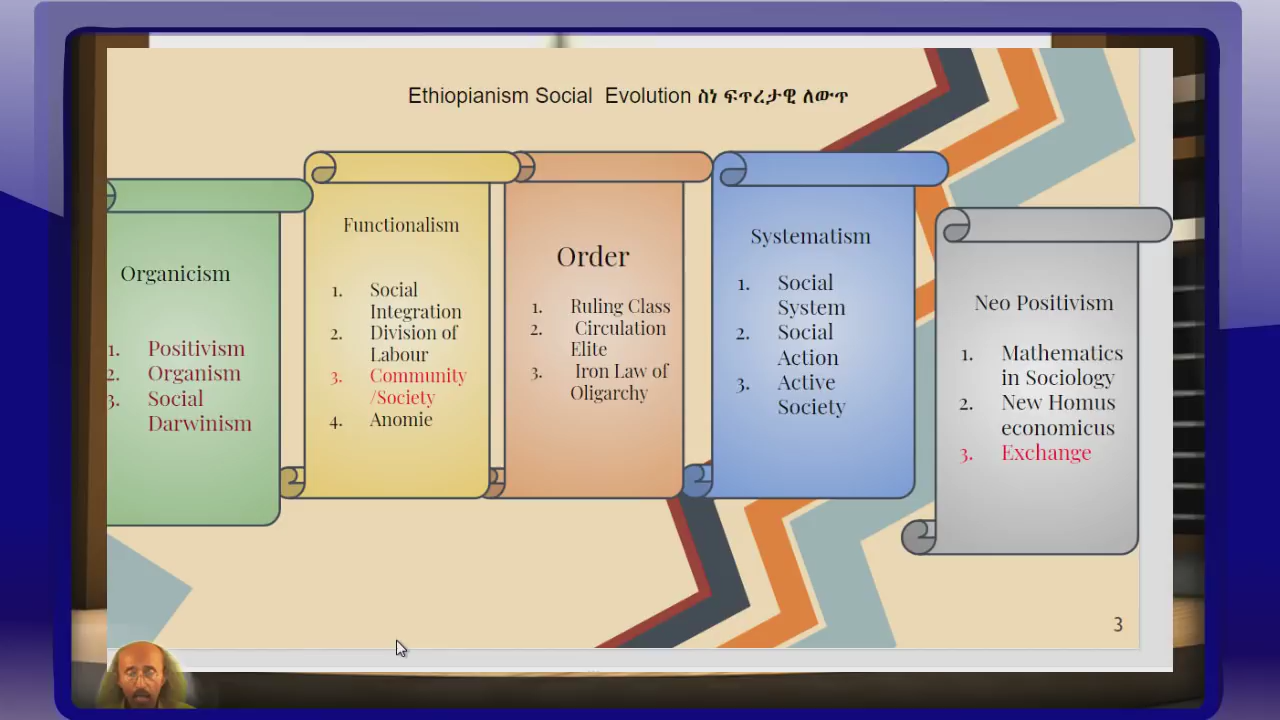 Ethiopianism Social Evolution ስነ ፍጥረታዊ ለውጥ
Organicism
1. Positivism
2. Organism
3. Social
Darwinism
Functionalism
1. Social
Integration
2. Division of
Labour
3. Community
/Society
4. Anomie
Order
1. Ruling Class
2. Circulation
Elite
3. Iron Law of
Oligarchy
Systematism
1. Social
System
2. Social
Action
3. Active
Society
Neo Positivism
1. Mathematics
in Sociology
2. New Homus
economicus
3. Exchange
3